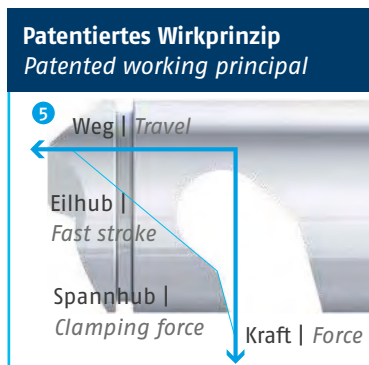 Patentiertes Wirkprinzip
Patented working principal
5
Weg | Travel
Eilhub |
Fast stroke
Spannhub |
Clamping force
Kraft | Force